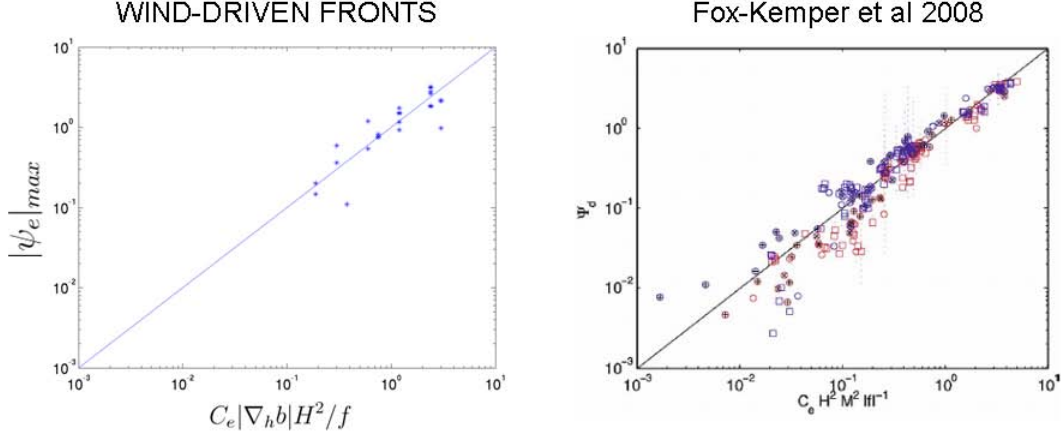 WIND-DRIVEN FRONTS
10^1
10^0
10^-1
10^-2
10^-3
|ψ_e|max
10^-3 10^-2 10^-1 10^0 10^1
C_e|∇_h b|H^2/f
Fox-Kemper et al 2008
10^1
10^0
10^-1
10^-2
10^-3
Ψ_d
10^-3 10^-2 10^-1 10^0 10^1
C_e H^2 M^2 |f|^-1